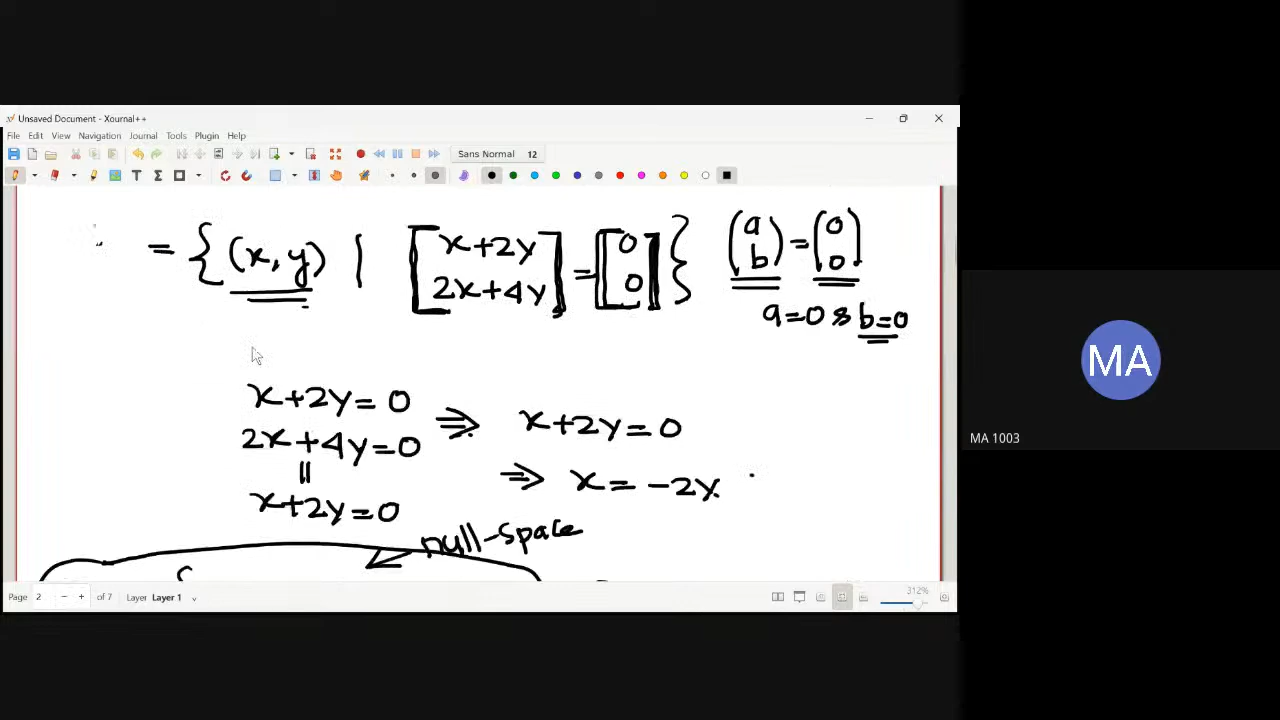 Unsaved Document - Xournal++
File Edit View Navigation Journal Tools Plugin Help
Sans Normal 12
= { (x, y) | [ x+2y = [ 0 } ( a = ( 0
2x+4y ] 0 ] b ) 0 )
a=0 & b=0
x+2y = 0 ⇒ x+2y = 0
2x+4y = 0
|| ⇒ x = -2y
x+2y = 0
null-space
MA
MA 1003
Page 2 of 7 Layer Layer 1 312%